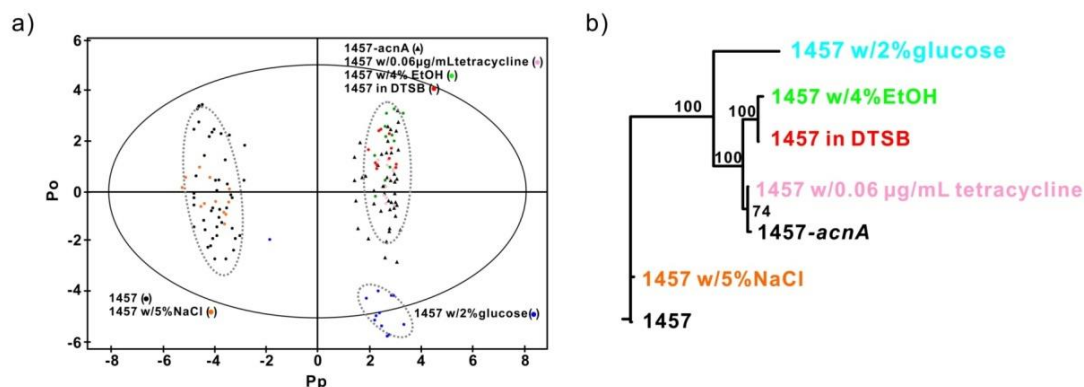 a)
6
4
2
0
-2
-4
-6
Po
-8
-6
-4
-2
0
2
4
6
8
Pp
1457-acnA (▲)
1457 w/0.06µg/mLtetracycline (•)
1457 w/4% EtOH (•)
1457 in DTSB (•)
1457 (•)
1457 w/5%NaCl (•)
1457 w/2%glucose(•)
b)
1457 w/2%glucose
100
1457 w/4%EtOH
100
1457 in DTSB
100
1457 w/0.06 µg/mL tetracycline
74
1457-acnA
1457 w/5%NaCl
1457